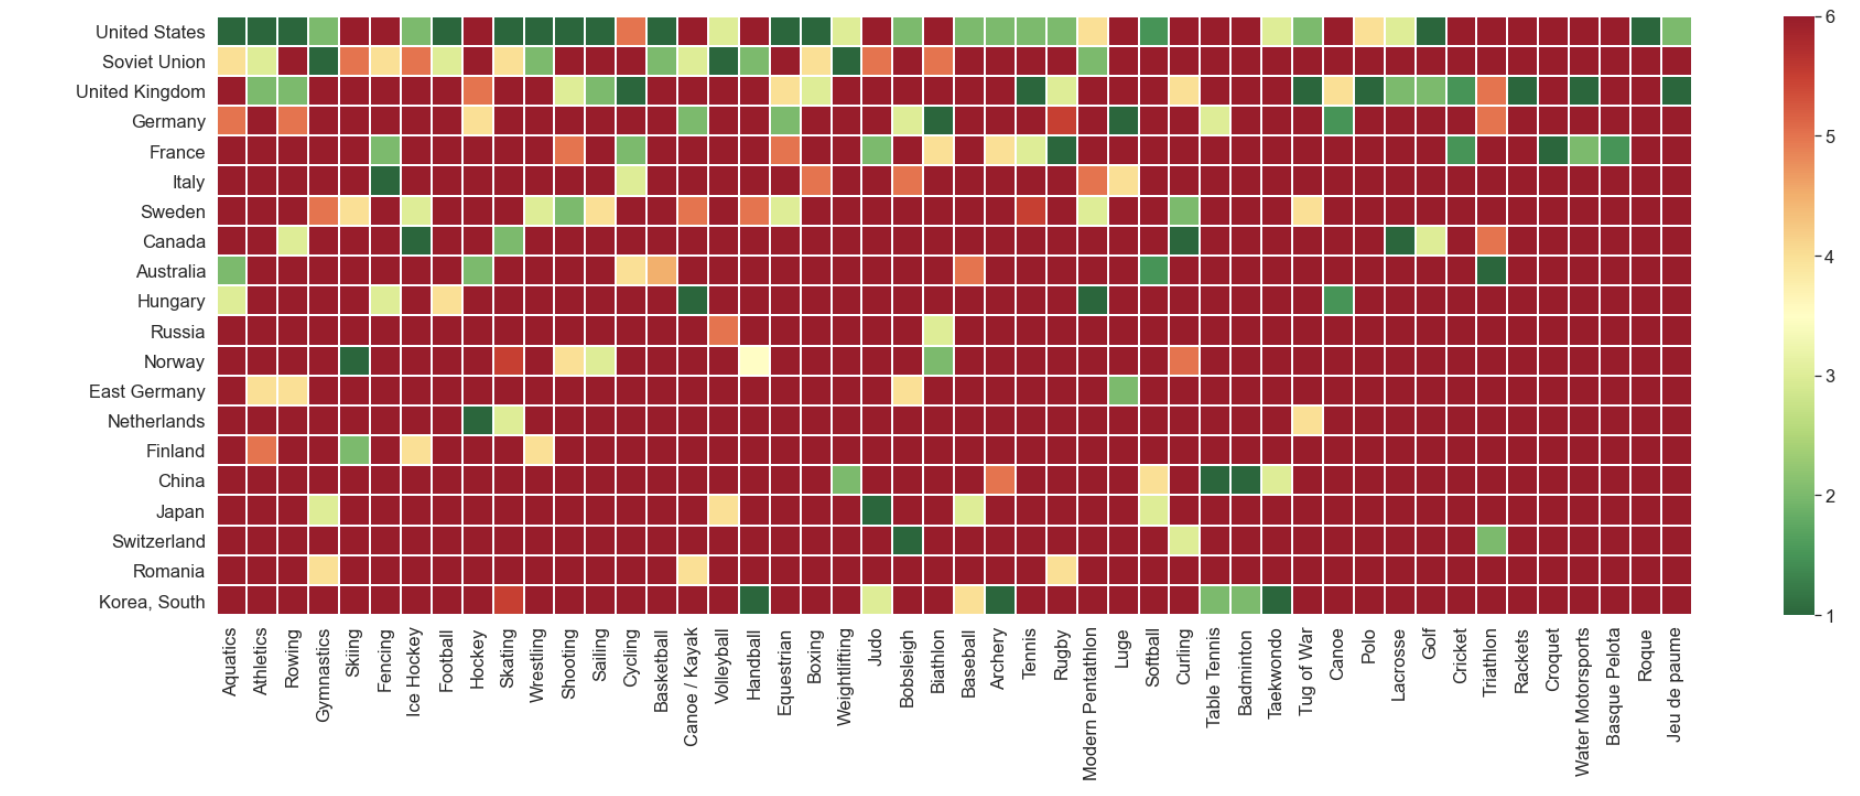 United States
Soviet Union
United Kingdom
Germany
France
Italy
Sweden
Canada
Australia
Hungary
Russia
Norway
East Germany
Netherlands
Finland
China
Japan
Switzerland
Romania
Korea, South
Aquatics
Athletics
Rowing
Gymnastics
Skiing
Fencing
Ice Hockey
Football
Hockey
Skating
Wrestling
Shooting
Sailing
Cycling
Basketball
Canoe / Kayak
Volleyball
Handball
Equestrian
Boxing
Weightlifting
Judo
Bobsleigh
Biathlon
Baseball
Archery
Tennis
Rugby
Modern Pentathlon
Luge
Softball
Curling
Table Tennis
Badminton
Taekwondo
Tug of War
Canoe
Polo
Lacrosse
Golf
Cricket
Triathlon
Rackets
Croquet
Water Motorsports
Basque Pelota
Roque
Jeu de paume
6
5
4
3
2
1